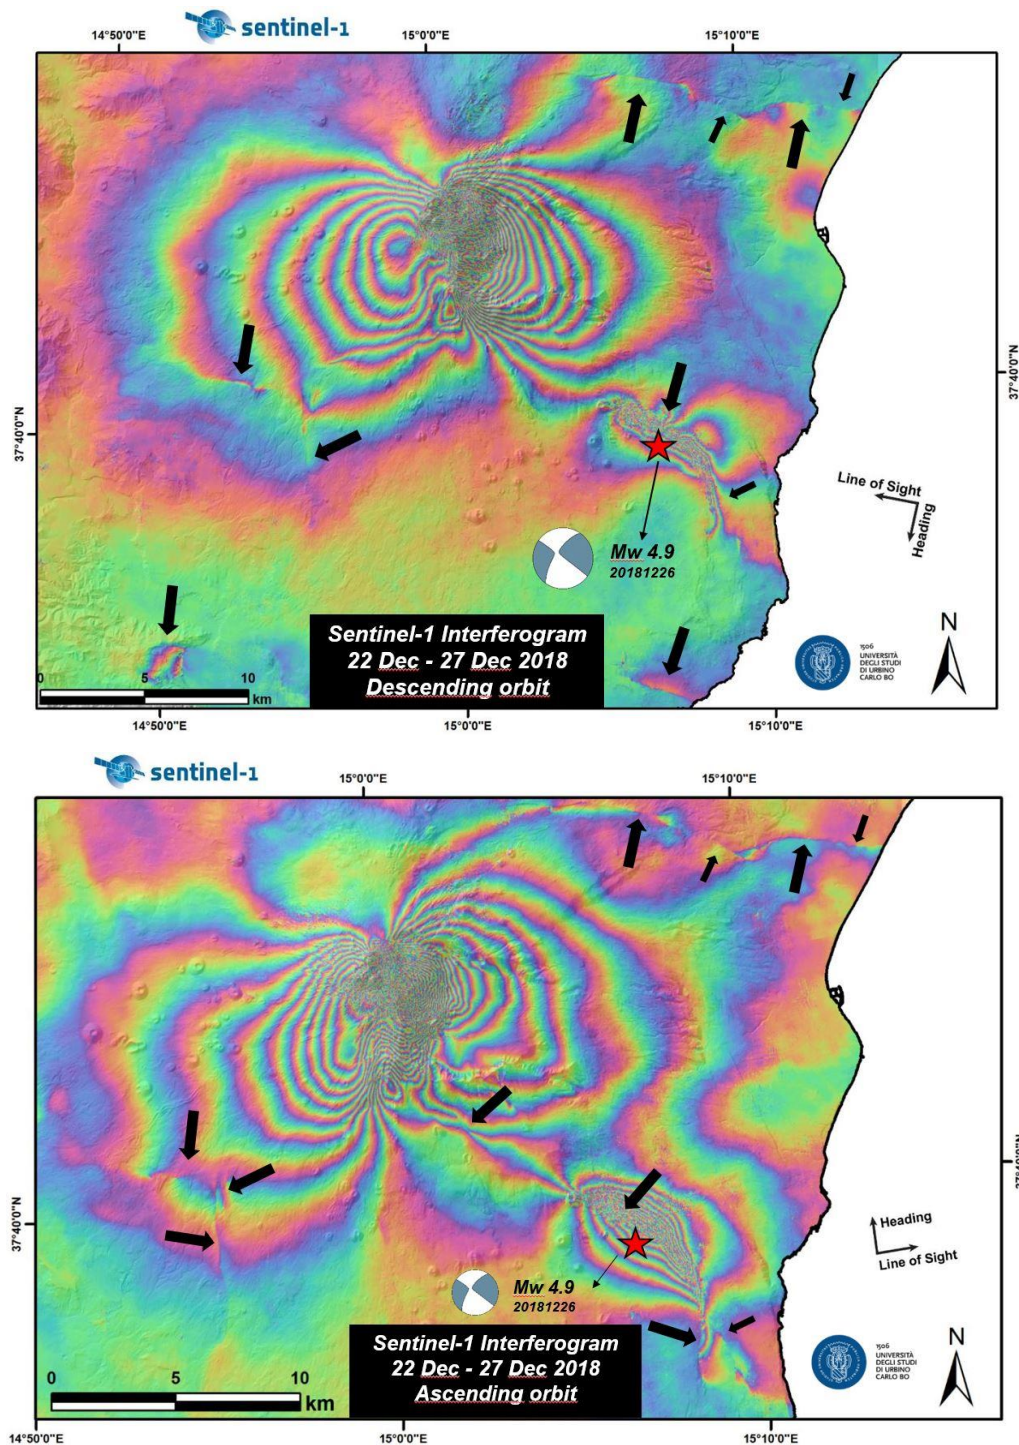 sentinel-1
14°50'0"E 15°0'0"E 15°10'0"E
37°40'0"N
37°40'0"N
Line of Sight
Heading
Mw 4.9
20181226
Sentinel-1 Interferogram
22 Dec - 27 Dec 2018
Descending orbit
1506
UNIVERSITÀ
DEGLI STUDI
DI URBINO
CARLO BO
N
0 5 10
km
14°50'0"E 15°0'0"E 15°10'0"E
sentinel-1
15°0'0"E 15°10'0"E
37°40'0"N
37°40'0"N
Heading
Line of Sight
Mw 4.9
20181226
Sentinel-1 Interferogram
22 Dec - 27 Dec 2018
Ascending orbit
1506
UNIVERSITÀ
DEGLI STUDI
DI URBINO
CARLO BO
N
0 5 10
km
14°50'0"E 15°0'0"E 15°10'0"E